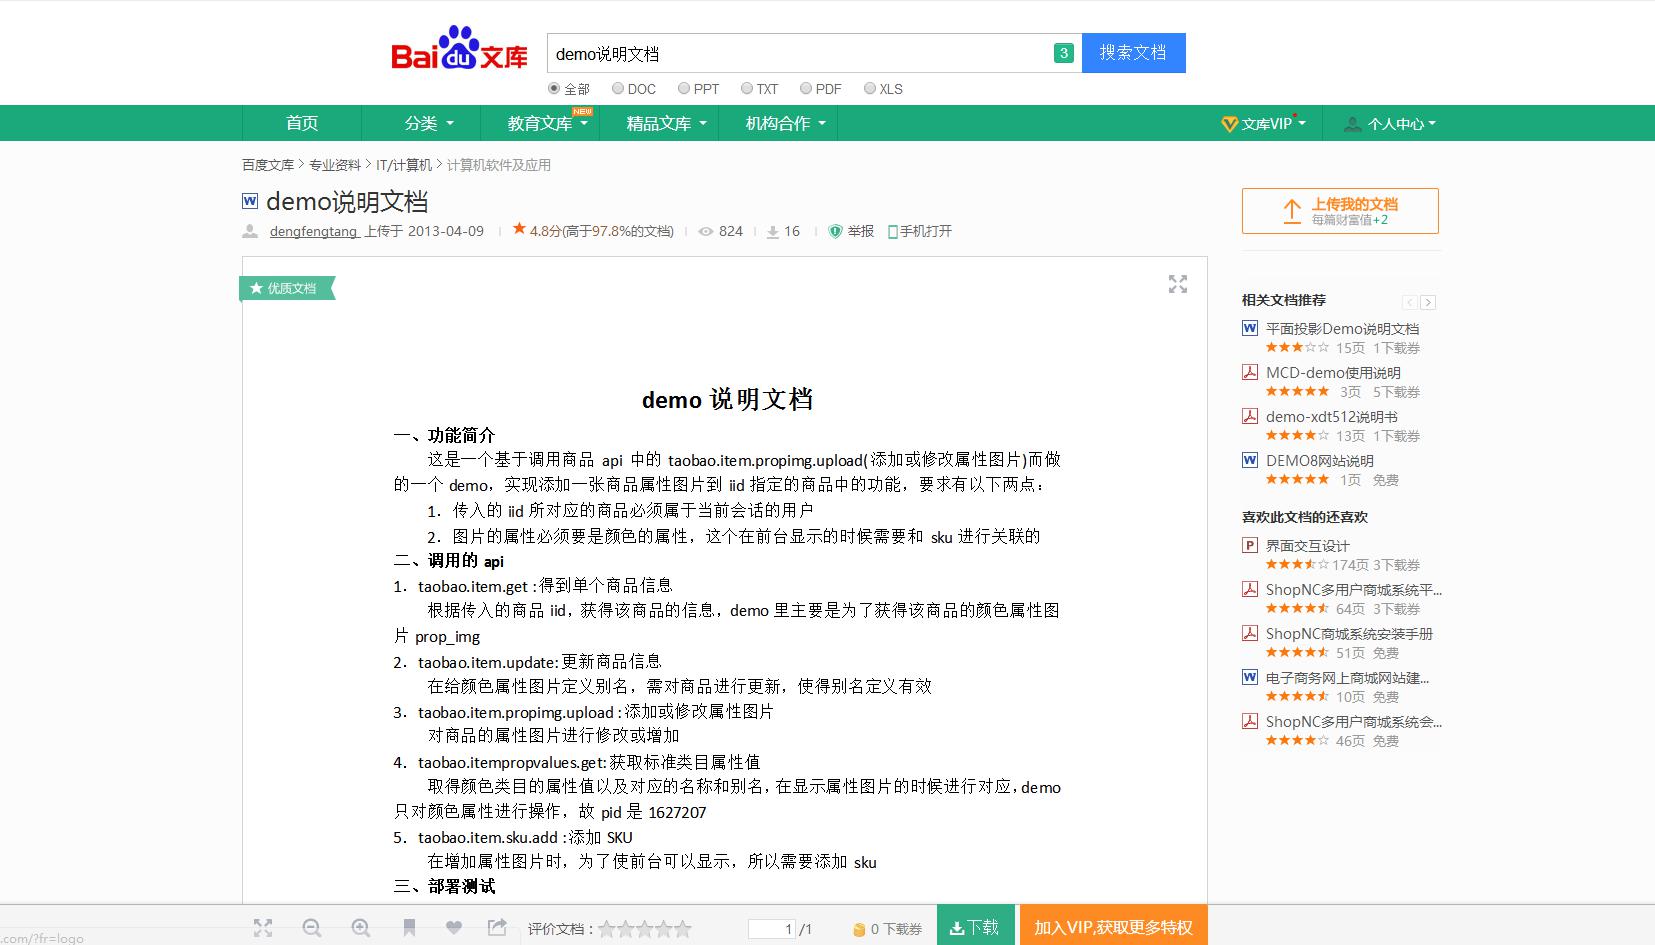 Baidu文库
demo说明文档
3
搜索文档
全部 DOC PPT TXT PDF XLS
首页 分类 教育文库 NEW 精品文库 机构合作 文库VIP 个人中心
百度文库 > 专业资料 > IT/计算机 > 计算机软件及应用
W demo说明文档
dengfengtang 上传于 2013-04-09 4.8分(高于97.8%的文档) 824 16 举报 手机打开
优质文档
demo 说明文档
一、功能简介
这是一个基于调用商品 api 中的 taobao.item.propimg.upload(添加或修改属性图片)而做
的一个 demo，实现添加一张商品属性图片到 iid 指定的商品中的功能，要求有以下两点：
1. 传入的 iid 所对应的商品必须属于当前会话的用户
2. 图片的属性必须要是颜色的属性，这个在前台显示的时候需要和 sku 进行关联的
二、调用的 api
1. taobao.item.get :得到单个商品信息
根据传入的商品 iid，获得该商品的信息，demo 里主要是为了获得该商品的颜色属性图
片 prop_img
2. taobao.item.update:更新商品信息
在给颜色属性图片定义别名，需对商品进行更新，使得别名定义有效
3. taobao.item.propimg.upload :添加或修改属性图片
对商品的属性图片进行修改或增加
4. taobao.itempropvalues.get:获取标准类目属性值
取得颜色类目的属性值以及对应的名称和别名，在显示属性图片的时候进行对应，demo
只对颜色属性进行操作，故 pid 是 1627207
5. taobao.item.sku.add :添加 SKU
在增加属性图片时，为了使前台可以显示，所以需要添加 sku
三、部署测试
上传我的文档
每篇财富值+2
相关文档推荐
W 平面投影Demo说明文档
15页 1下载券
MCD-demo使用说明
3页 5下载券
demo-xdt512说明书
13页 1下载券
W DEMO8网站说明
1页 免费
喜欢此文档的还喜欢
P 界面交互设计
174页 3下载券
ShopNC多用户商城系统平...
64页 3下载券
ShopNC商城系统安装手册
51页 免费
W 电子商务网上商城网站建...
10页 免费
ShopNC多用户商城系统会...
46页 免费
评价文档： 1 /1 0 下载券 下载 加入VIP,获取更多特权
.com/?fr=logo